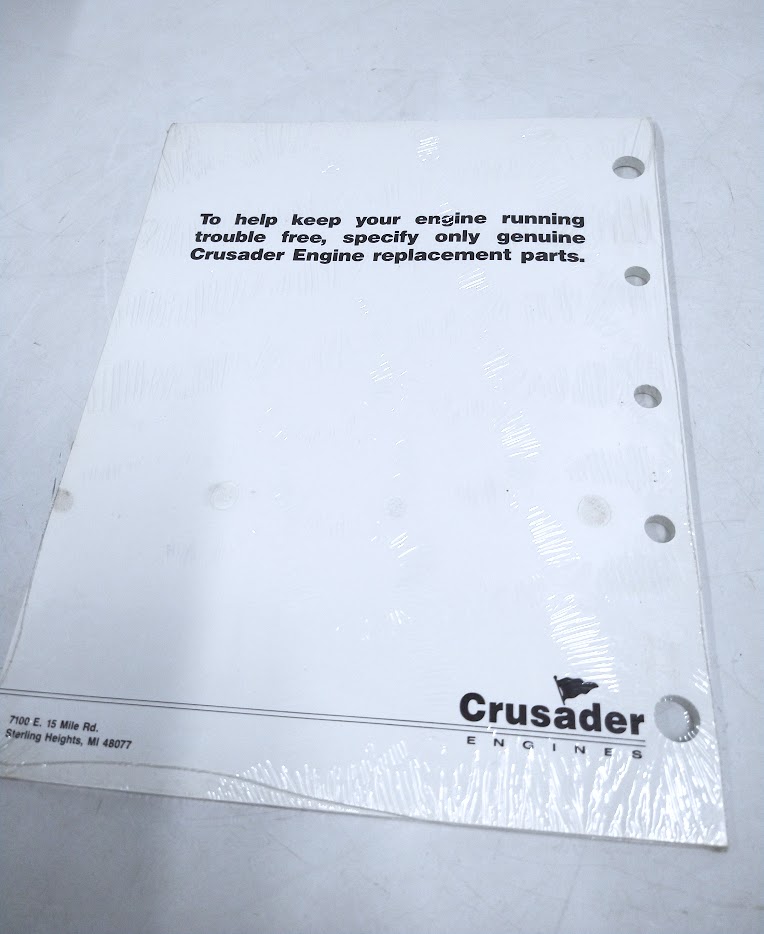 To help keep your engine running
trouble free, specify only genuine
Crusader Engine replacement parts.
7100 E. 15 Mile Rd.
Sterling Heights, MI 48077
Crusader
ENGINES